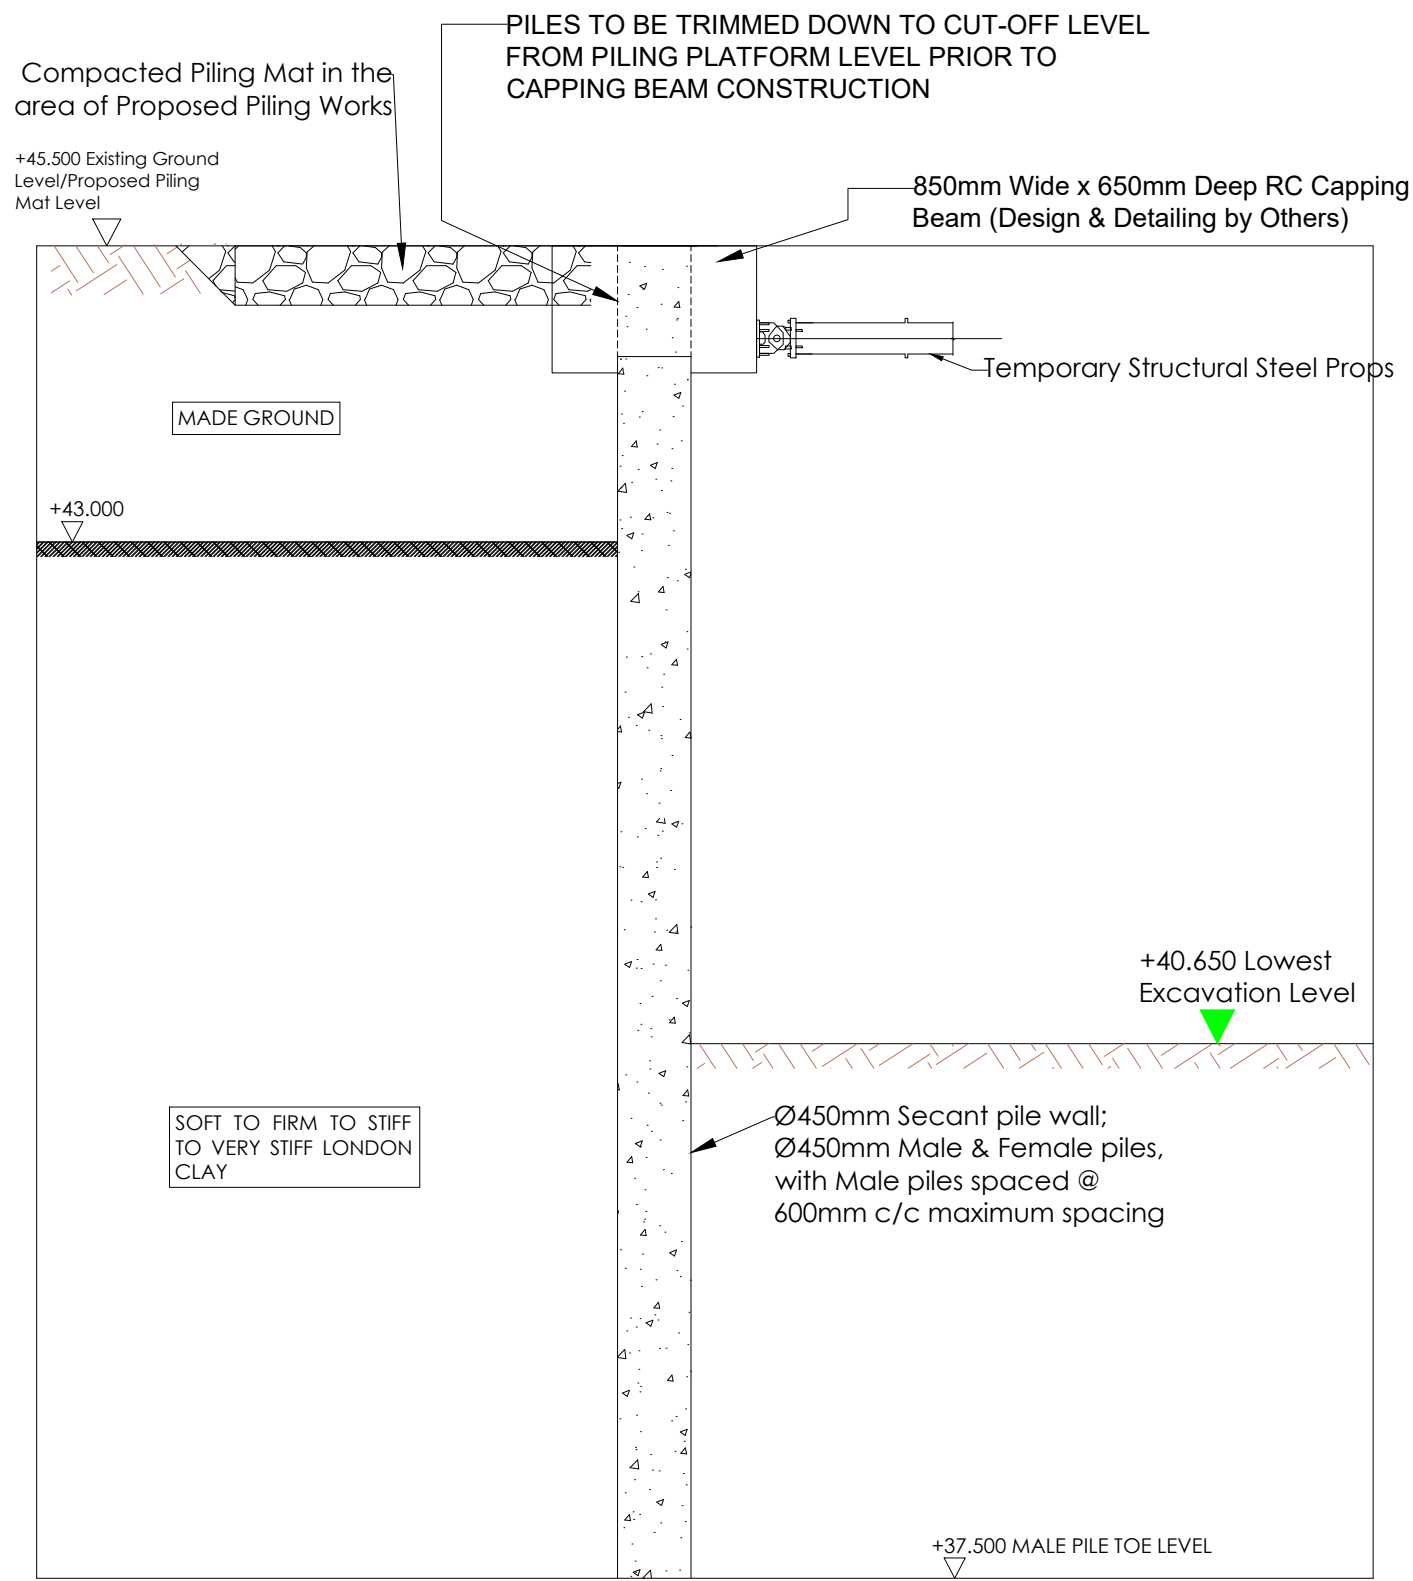 PILES TO BE TRIMMED DOWN TO CUT-OFF LEVEL
FROM PILING PLATFORM LEVEL PRIOR TO
CAPPING BEAM CONSTRUCTION
Compacted Piling Mat in the
area of Proposed Piling Works
+45.500 Existing Ground
Level/Proposed Piling
Mat Level
850mm Wide x 650mm Deep RC Capping
Beam (Design & Detailing by Others)
Temporary Structural Steel Props
MADE GROUND
+43.000
+40.650 Lowest
Excavation Level
SOFT TO FIRM TO STIFF
TO VERY STIFF LONDON
CLAY
Ø450mm Secant pile wall;
Ø450mm Male & Female piles,
with Male piles spaced @
600mm c/c maximum spacing
+37.500 MALE PILE TOE LEVEL